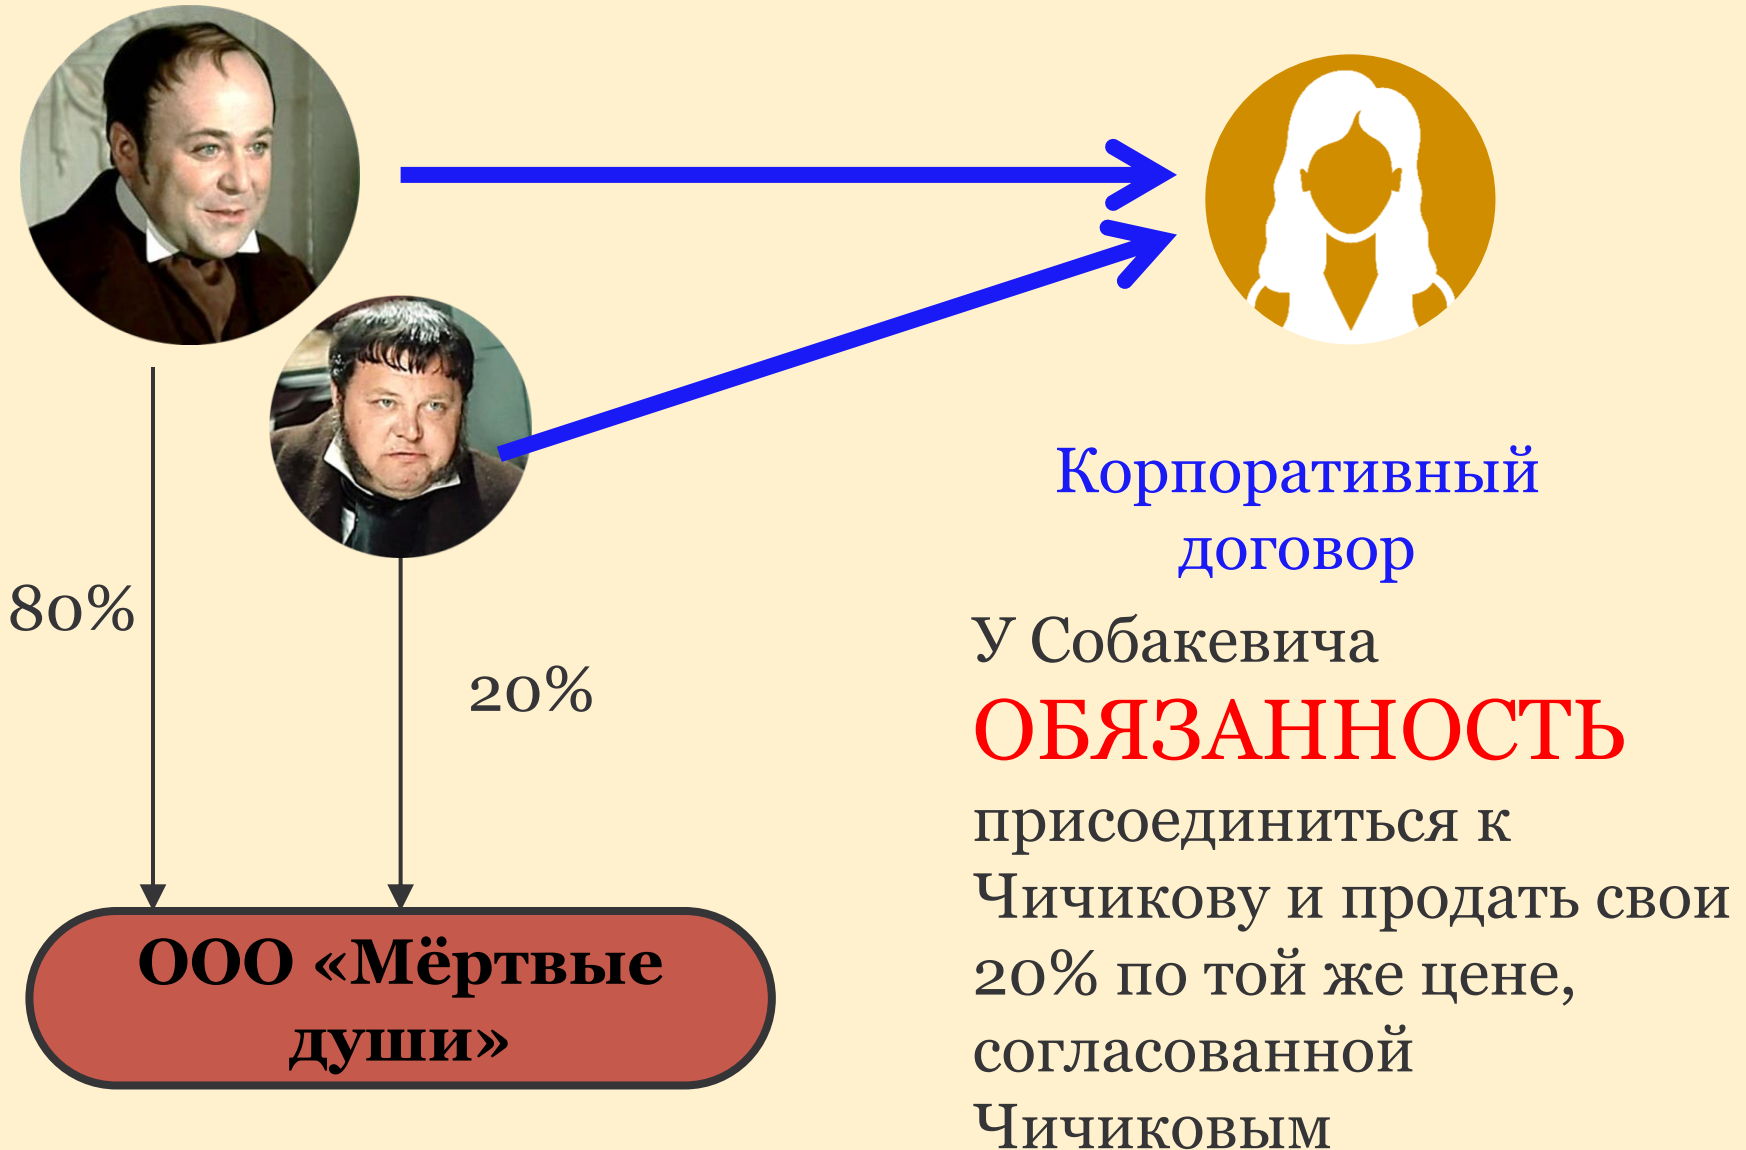 80%
20%
ООО «Мёртвые
души»
Корпоративный
договор
У Собакевича
ОБЯЗАННОСТЬ
присоединиться к
Чичикову и продать свои
20% по той же цене,
согласованной
Чичиковым